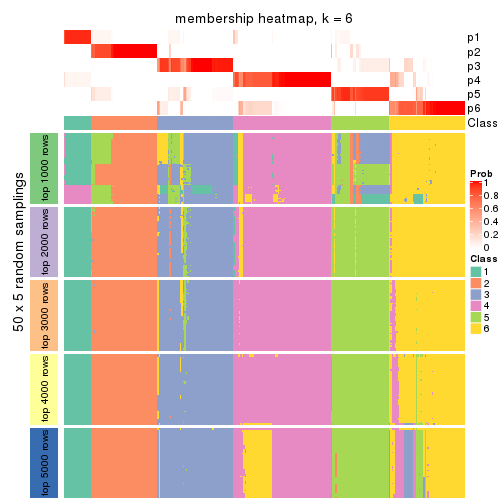 membership heatmap, k = 6
p1
p2
p3
p4
p5
p6
Class
50 x 5 random samplings
top 1000 rows
top 2000 rows
top 3000 rows
top 4000 rows
top 5000 rows
Prob
1
0.8
0.6
0.4
0.2
0
Class
1
2
3
4
5
6